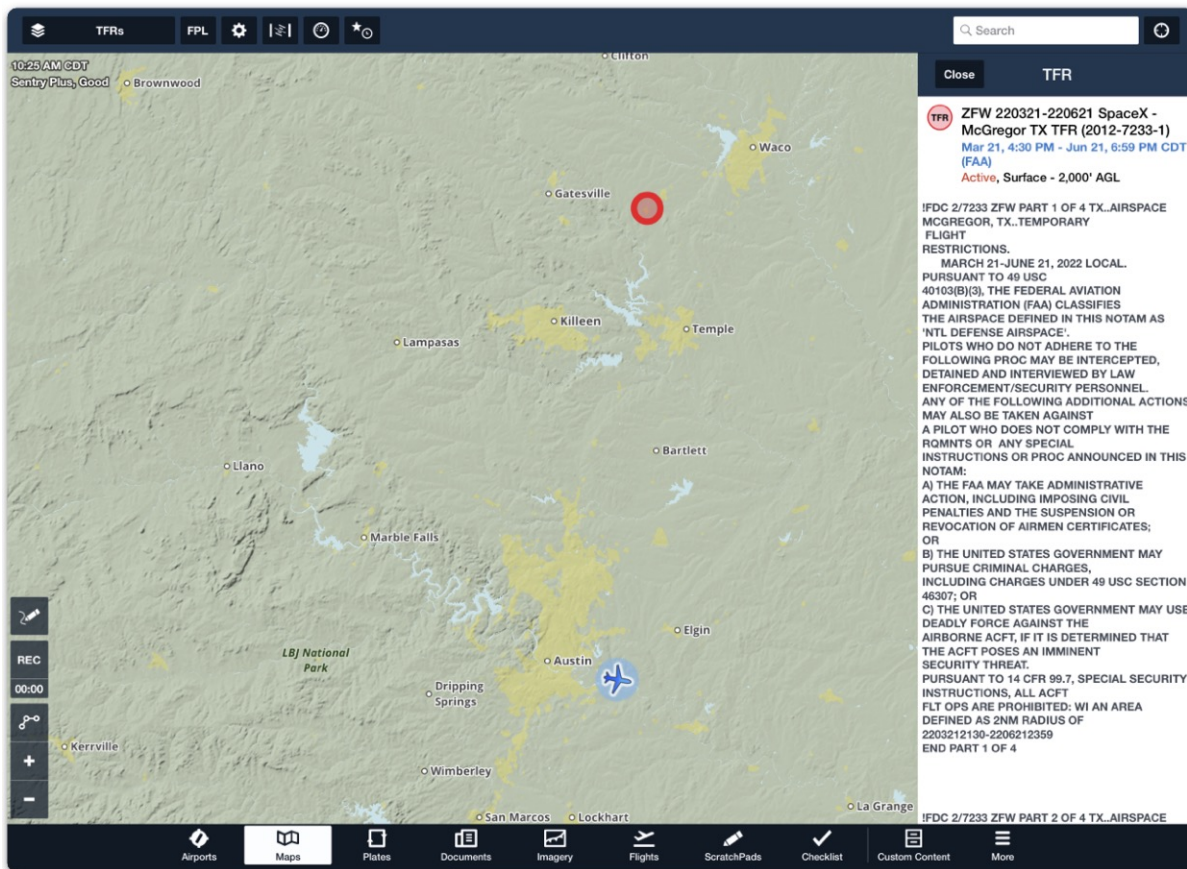 TFRs
FPL
Search
10:25 AM CDT
Sentry Plus, Good
Clifton
Brownwood
Waco
Gatesville
Killeen
Temple
Lampasas
Bartlett
Llano
Marble Falls
Elgin
LBJ National
Park
Austin
Dripping
Springs
Kerrville
Wimberley
San Marcos
Lockhart
La Grange
REC
00:00
Close
TFR
TFR
ZFW 220321-220621 SpaceX -
McGregor TX TFR (2012-7233-1)
Mar 21, 4:30 PM - Jun 21, 6:59 PM CDT
(FAA)
Active, Surface - 2,000' AGL
!FDC 2/7233 ZFW PART 1 OF 4 TX..AIRSPACE
MCGREGOR, TX..TEMPORARY
FLIGHT
RESTRICTIONS.
MARCH 21-JUNE 21, 2022 LOCAL.
PURSUANT TO 49 USC
40103(B)(3), THE FEDERAL AVIATION
ADMINISTRATION (FAA) CLASSIFIES
THE AIRSPACE DEFINED IN THIS NOTAM AS
'NTL DEFENSE AIRSPACE'.
PILOTS WHO DO NOT ADHERE TO THE
FOLLOWING PROC MAY BE INTERCEPTED,
DETAINED AND INTERVIEWED BY LAW
ENFORCEMENT/SECURITY PERSONNEL.
ANY OF THE FOLLOWING ADDITIONAL ACTIONS
MAY ALSO BE TAKEN AGAINST
A PILOT WHO DOES NOT COMPLY WITH THE
RQMNTS OR ANY SPECIAL
INSTRUCTIONS OR PROC ANNOUNCED IN THIS
NOTAM:
A) THE FAA MAY TAKE ADMINISTRATIVE
ACTION, INCLUDING IMPOSING CIVIL
PENALTIES AND THE SUSPENSION OR
REVOCATION OF AIRMEN CERTIFICATES;
OR
B) THE UNITED STATES GOVERNMENT MAY
PURSUE CRIMINAL CHARGES,
INCLUDING CHARGES UNDER 49 USC SECTION
46307; OR
C) THE UNITED STATES GOVERNMENT MAY USE
DEADLY FORCE AGAINST THE
AIRBORNE ACFT, IF IT IS DETERMINED THAT
THE ACFT POSES AN IMMINENT
SECURITY THREAT.
PURSUANT TO 14 CFR 99.7, SPECIAL SECURITY
INSTRUCTIONS, ALL ACFT
FLT OPS ARE PROHIBITED: WI AN AREA
DEFINED AS 2NM RADIUS OF
2203212130-2206212359
END PART 1 OF 4
!FDC 2/7233 ZFW PART 2 OF 4 TX..AIRSPACE
Airports
Maps
Plates
Documents
Imagery
Flights
ScratchPads
Checklist
Custom Content
More